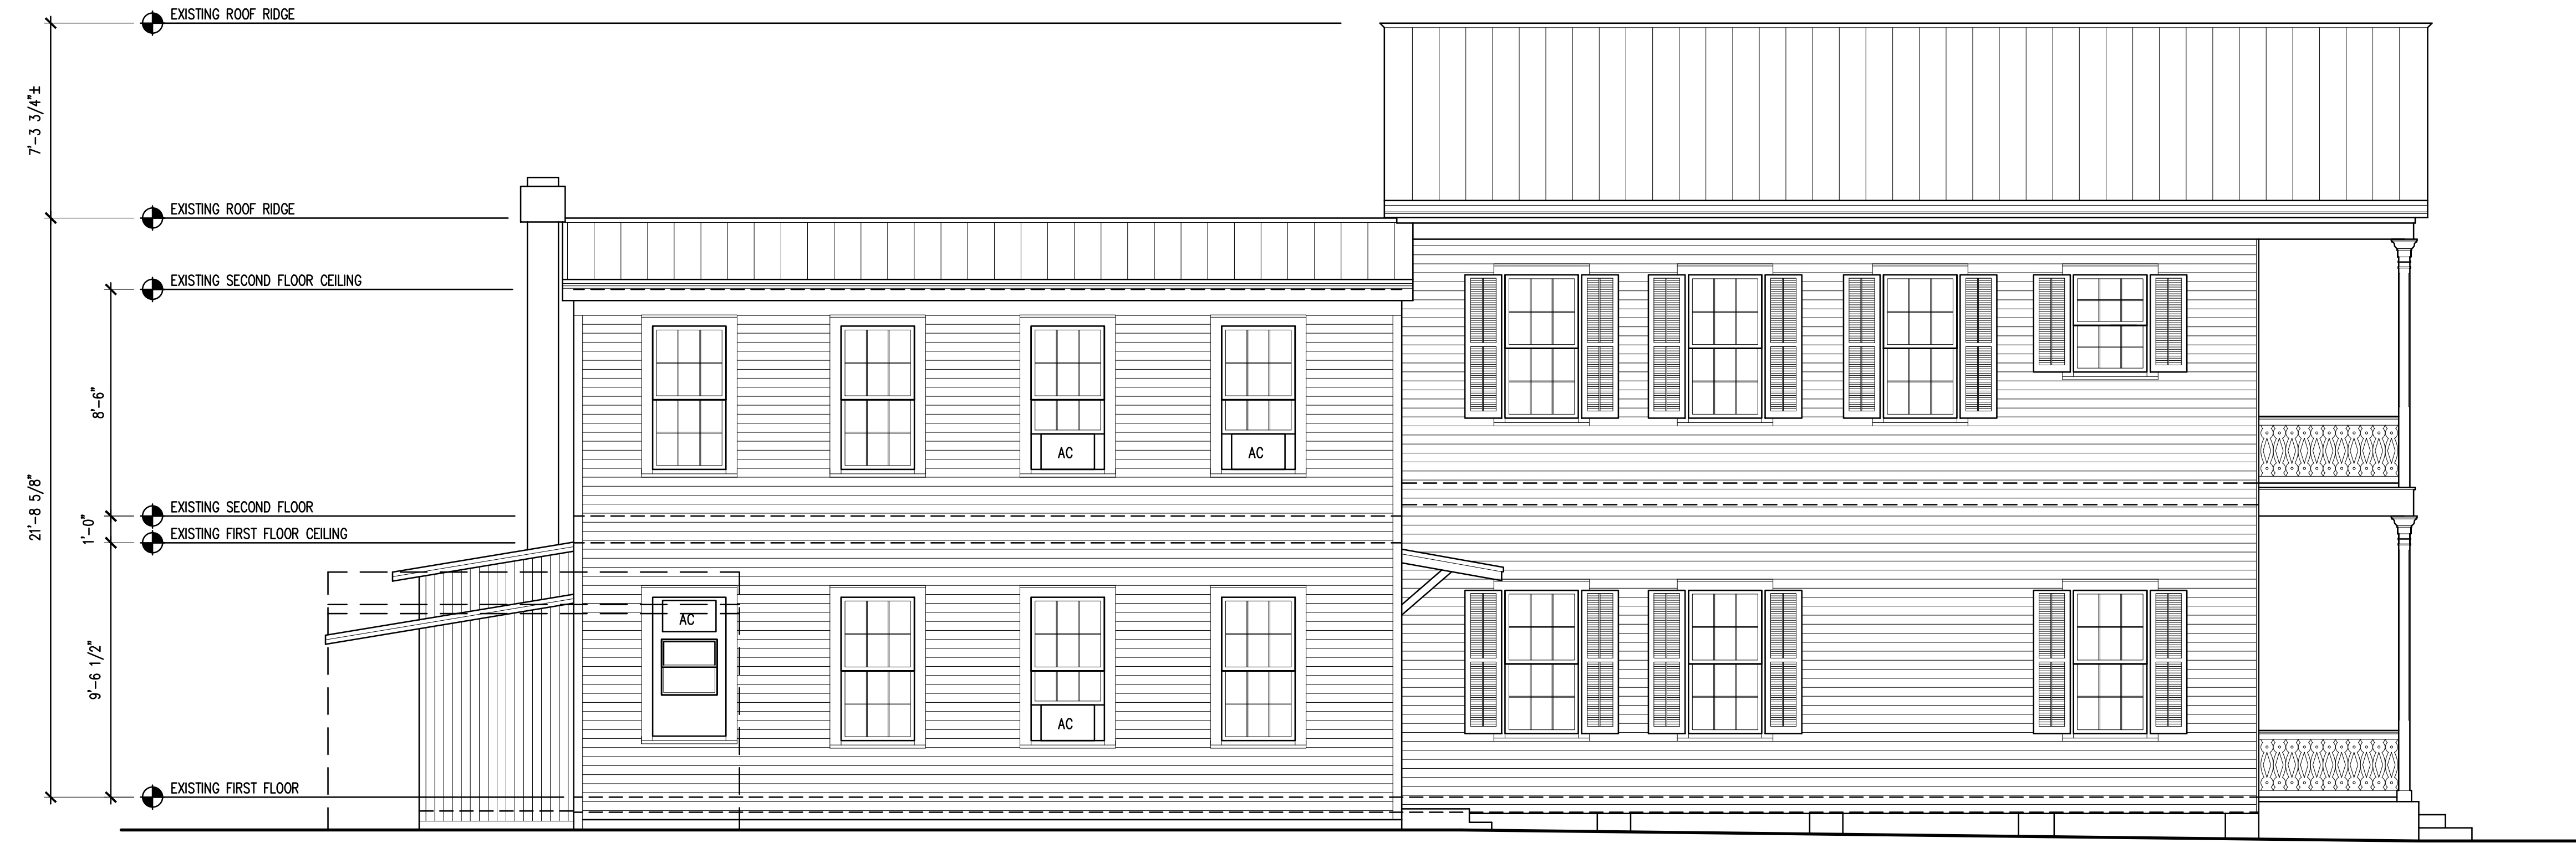 EXISTING ROOF RIDGE
7'-3 3/4"±
EXISTING ROOF RIDGE
EXISTING SECOND FLOOR CEILING
8'-6"
21'-8 5/8"
EXISTING SECOND FLOOR
1'-0"
EXISTING FIRST FLOOR CEILING
9'-6 1/2"
EXISTING FIRST FLOOR
AC
AC
AC
AC